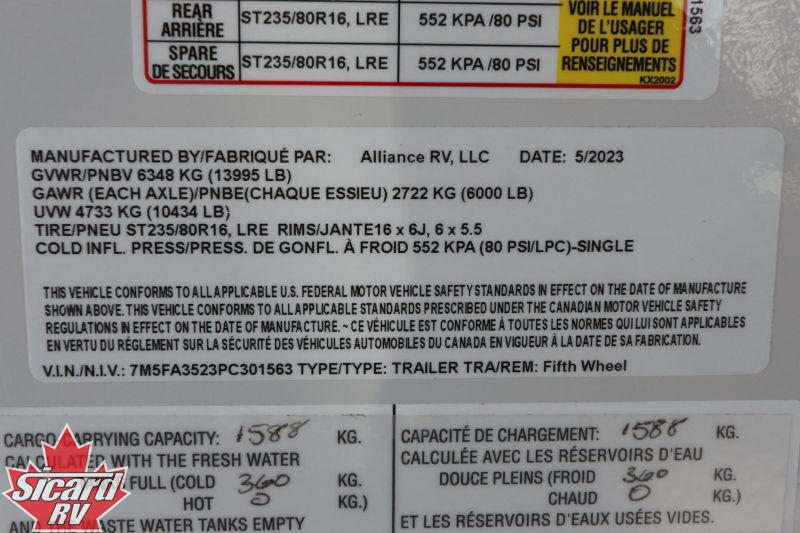 REAR
ARRIÈRE
ST235/80R16, LRE
552 KPA /80 PSI
SPARE
DE SECOURS
ST235/80R16, LRE
552 KPA /80 PSI
VOIR LE MANUEL
DE L'USAGER
POUR PLUS DE
RENSEIGNEMENTS
KX2002
1563
MANUFACTURED BY/FABRIQUÉ PAR: Alliance RV, LLC DATE: 5/2023
GVWR/PNBV 6348 KG (13995 LB)
GAWR (EACH AXLE)/PNBE(CHAQUE ESSIEU) 2722 KG (6000 LB)
UVW 4733 KG (10434 LB)
TIRE/PNEU ST235/80R16, LRE RIMS/JANTE16 x 6J, 6 x 5.5
COLD INFL. PRESS/PRESS. DE GONFL. À FROID 552 KPA (80 PSI/LPC)-SINGLE
THIS VEHICLE CONFORMS TO ALL APPLICABLE U.S. FEDERAL MOTOR VEHICLE SAFETY STANDARDS IN EFFECT ON THE DATE OF MANUFACTURE
SHOWN ABOVE. THIS VEHICLE CONFORMS TO ALL APPLICABLE STANDARDS PRESCRIBED UNDER THE CANADIAN MOTOR VEHICLE SAFETY
REGULATIONS IN EFFECT ON THE DATE OF MANUFACTURE. ~ CE VÉHICULE EST CONFORME À TOUTES LES NORMES QUI LUI SONT APPLICABLES
EN VERTU DU RÉGLEMENT SUR LA SÉCURITÉ DES VÉHICULES AUTOMOBILES DU CANADA EN VIGUEUR À LA DATE DE SA FABRICATION.
V.I.N./N.I.V.: 7M5FA3523PC301563 TYPE/TYPE: TRAILER TRA/REM: Fifth Wheel
CARGO CARRYING CAPACITY: 1588 KG.
CALCULATED WITH THE FRESH WATER
FULL (COLD 360
HOT 0 KG.)
AND THE WASTE WATER TANKS EMPTY
CAPACITÉ DE CHARGEMENT: 1588 KG.
CALCULÉE AVEC LES RÉSERVOIRS D'EAU
DOUCE PLEINS (FROID 360
CHAUD 0 KG.)
ET LES RÉSERVOIRS D'EAUX USÉES VIDES.
Sicard
RV